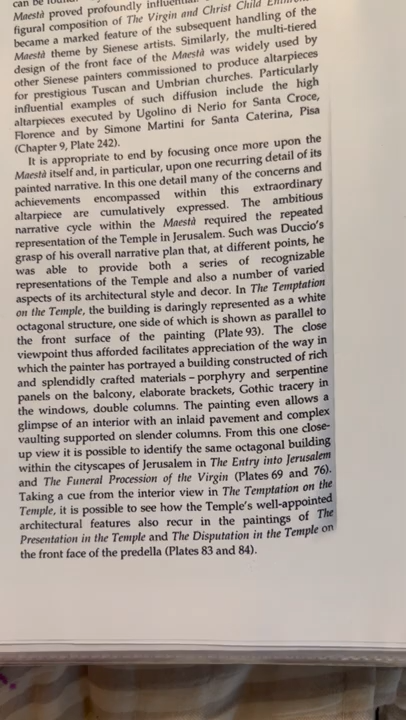 can be
Maestà proved profoundly
figural composition of The Virgin and Christ Child
became a marked feature of the subsequent handling of the
Maestà theme by Sienese artists. Similarly, the multi-tiered
design of the front face of the Maestà was widely used by
other Sienese painters commissioned to produce altarpieces
for prestigious Tuscan and Umbrian churches. Particularly
influential examples of such diffusion include the high
altarpieces executed by Ugolino di Nerio for Santa Croce,
Florence and by Simone Martini for Santa Caterina, Pisa
(Chapter 9, Plate 242).
It is appropriate to end by focusing once more upon the
Maestà itself and, in particular, upon one recurring detail of its
painted narrative. In this one detail many of the concerns and
achievements encompassed within this extraordinary
altarpiece are cumulatively expressed. The ambitious
narrative cycle within the Maestà required the repeated
representation of the Temple in Jerusalem. Such was Duccio's
grasp of his overall narrative plan that, at different points, he
was able to provide both a series of recognizable
representations of the Temple and also a number of varied
aspects of its architectural style and decor. In The Temptation
on the Temple, the building is daringly represented as a white
octagonal structure, one side of which is shown as parallel to
the front surface of the painting (Plate 93). The close
viewpoint thus afforded facilitates appreciation of the way in
which the painter has portrayed a building constructed of rich
and splendidly crafted materials – porphyry and serpentine
panels on the balcony, elaborate brackets, Gothic tracery in
the windows, double columns. The painting even allows a
glimpse of an interior with an inlaid pavement and complex
vaulting supported on slender columns. From this one close-
up view it is possible to identify the same octagonal building
within the cityscapes of Jerusalem in The Entry into Jerusalem
and The Funeral Procession of the Virgin (Plates 69 and 76).
Taking a cue from the interior view in The Temptation on the
Temple, it is possible to see how the Temple's well-appointed
architectural features also recur in the paintings of The
Presentation in the Temple and The Disputation in the Temple on
the front face of the predella (Plates 83 and 84).